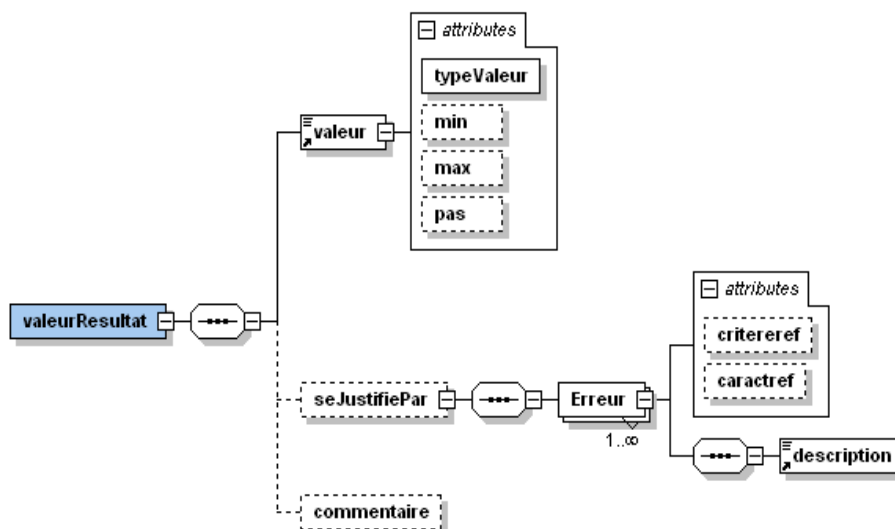 attributes
typeValeur
valeur
min
max
pas
valeurResultat
attributes
critereref
caractref
seJustifiePar
Erreur
1..∞
description
commentaire